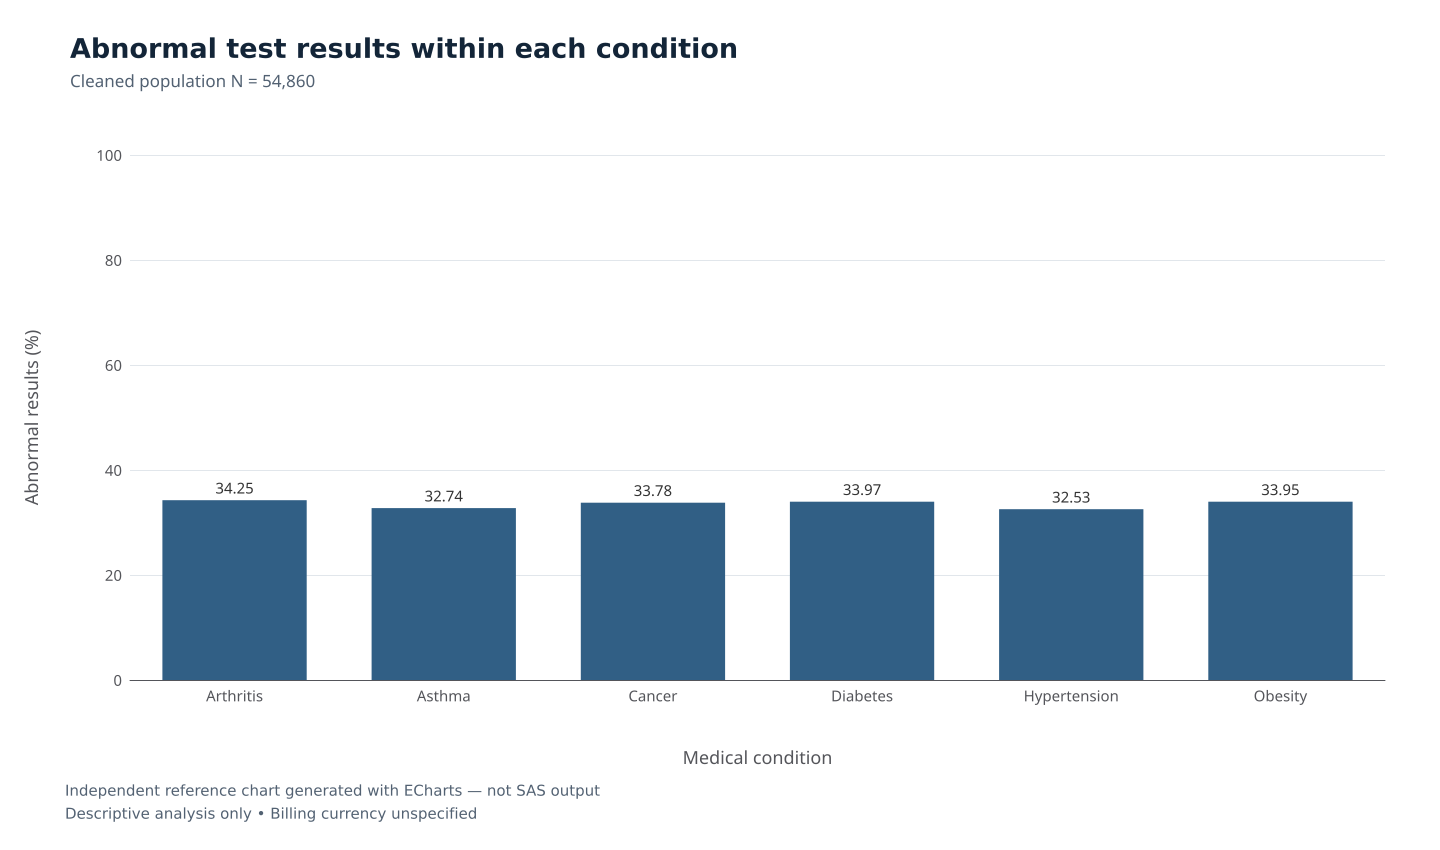 Abnormal test results within each condition
Cleaned population N = 54,860
Abnormal results (%)
100
80
60
40
20
0
34.25
32.74
33.78
33.97
32.53
33.95
Arthritis
Asthma
Cancer
Diabetes
Hypertension
Obesity
Medical condition
Independent reference chart generated with ECharts — not SAS output
Descriptive analysis only • Billing currency unspecified